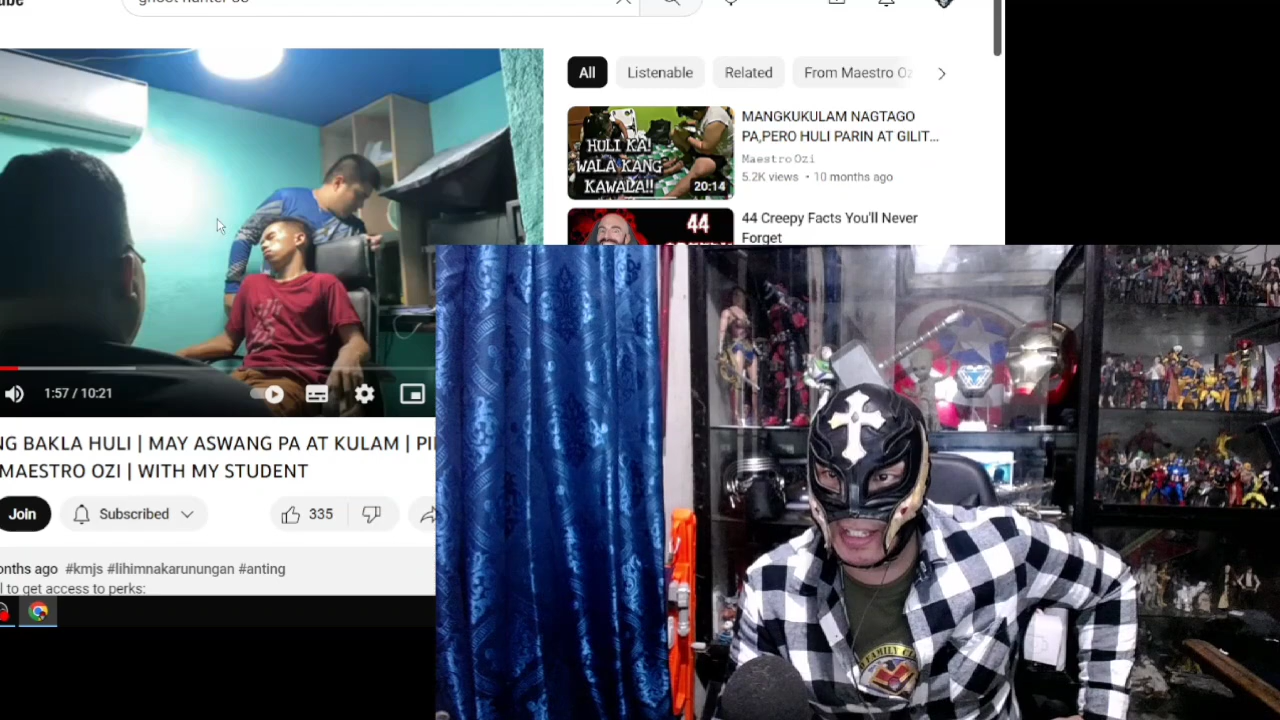 All
Listenable
Related
From Maestro
MANGKUKULAM NAGTAGO
PA,PERO HULI PARIN AT GILIT...
Maestro Ozi
5.2K views • 10 months ago
HULI KA!
WALA KANG
KAWALA!!
20:14
44 Creepy Facts You'll Never
Forget
44
1:57 / 10:21
BAKLA HULI | MAY ASWANG PA AT KULAM |
MAESTRO OZI | WITH MY STUDENT
Join
Subscribed
335
ago #kmjs #lihimnakarunungan #anting
to get access to perks:
FAMILY